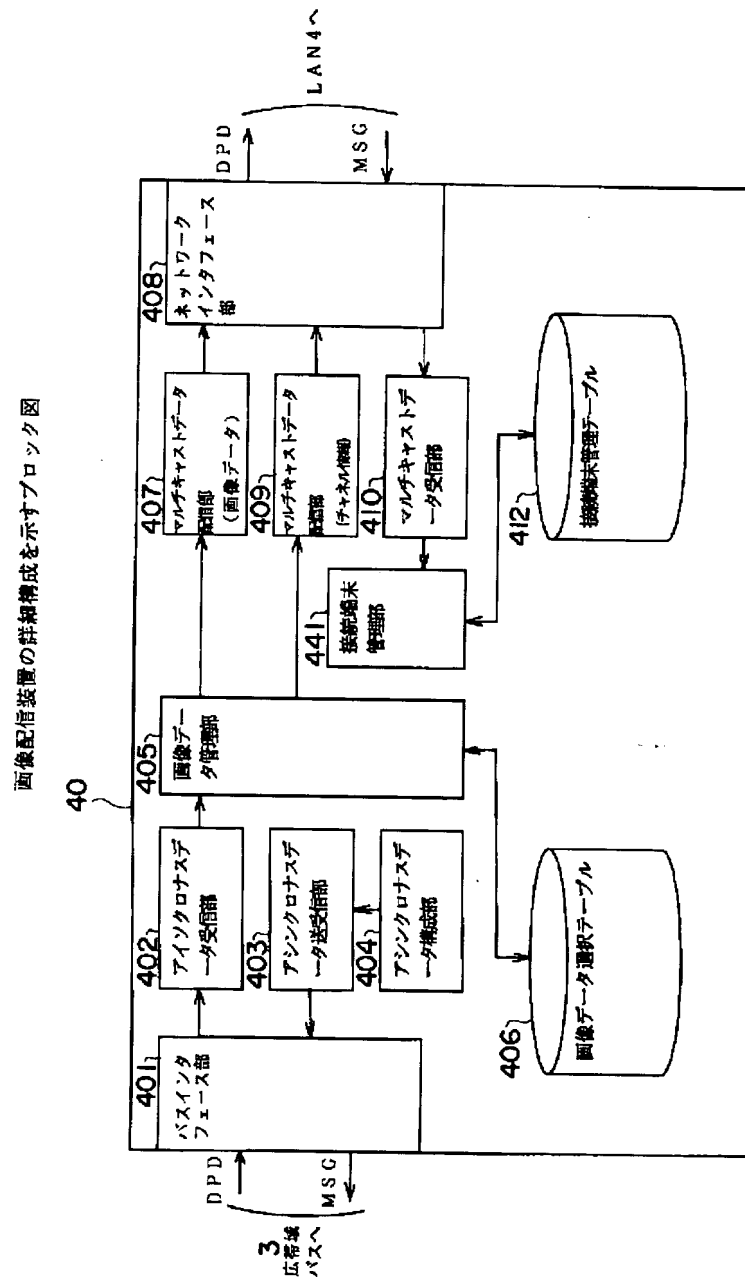 画像配信装置の詳細構成を示すブロック図
40
3
広帯域
バスへ
DPD
MSG
401
バスインタ
フェース部
402
アイソクロナスデ
ータ受信部
403
アシンクロナスデ
ータ送受信部
404
アシンクロナスデ
ータ構成部
405
画像デー
タ管理部
406
画像データ選択テーブル
407
マルチキャストデータ
配信部
(画像データ)
409
マルチキャストデータ
配信部
(チャネル情報)
410
マルチキャストデ
ータ受信部
441
接続端末
管理部
412
接続端末管理テーブル
408
ネットワーク
インタフェース
部
DPD
MSG
LAN4へ